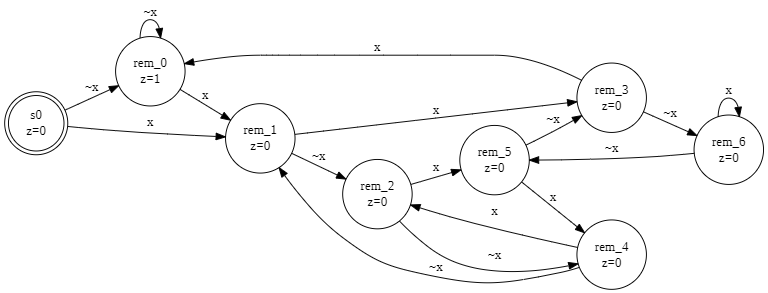 ~x
x
rem_0
z=1
x
rem_3
z=0
~x
x
~x
x
s0
z=0
x
x
~x
rem_1
z=0
rem_6
z=0
~x
~x
rem_5
z=0
x
rem_2
z=0
x
x
rem_4
z=0
~x
~x